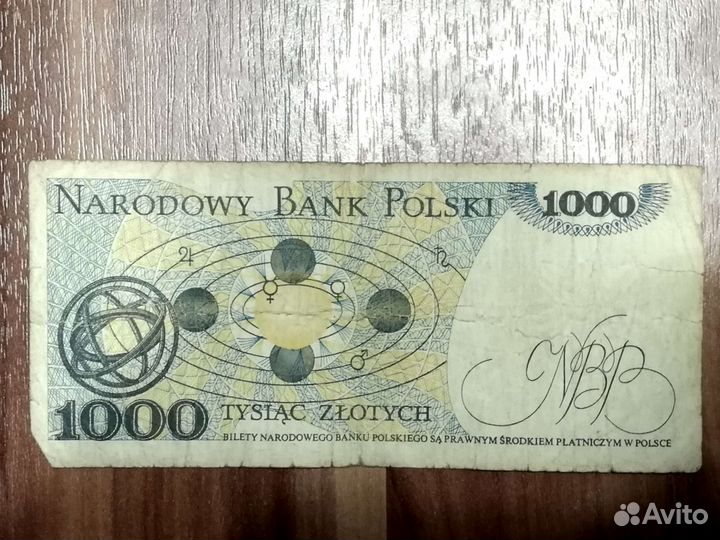 NARODOWY BANK POLSKI
1000
♃
♄
♀
♀
♂
NBP
1000
TYSIĄC ZŁOTYCH
BILETY NARODOWEGO BANKU POLSKIEGO SĄ PRAWNYM ŚRODKIEM PŁATNICZYM W POLSCE
Avito